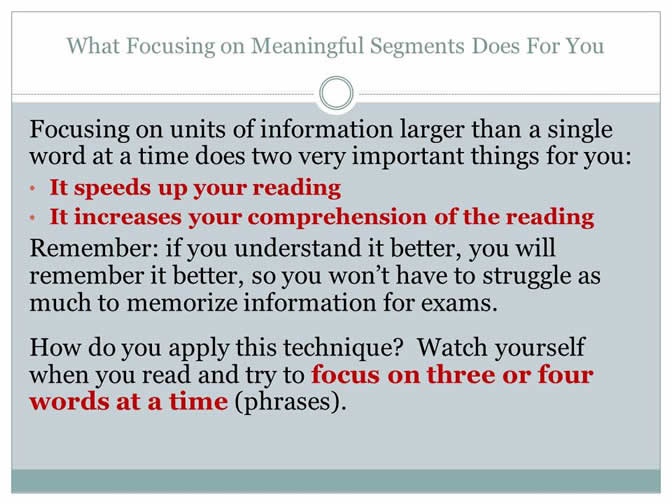 What Focusing on Meaningful Segments Does For You
Focusing on units of information larger than a single
word at a time does two very important things for you:
• It speeds up your reading
• It increases your comprehension of the reading
Remember: if you understand it better, you will
remember it better, so you won’t have to struggle as
much to memorize information for exams.
How do you apply this technique?  Watch yourself
when you read and try to focus on three or four
words at a time (phrases).